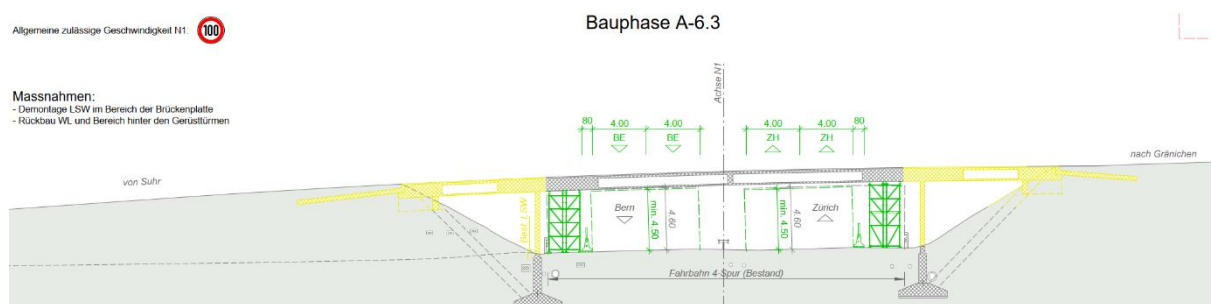 Bauphase A-6.3
Allgemeine zulässige Geschwindigkeit N1:
100
Massnahmen:
- Demontage LSW im Bereich der Brückenplatte
- Rückbau WL und Bereich hinter den Gerüsttürmen
Achse N1
80 4.00 4.00 4.00 4.00 80
BE BE ZH ZH
von Suhr
nach Gränichen
Best. LSW
Bern
min. 4.50
4.60
min. 4.50
4.60
Zürich
Fahrbahn 4-Spur (Bestand)